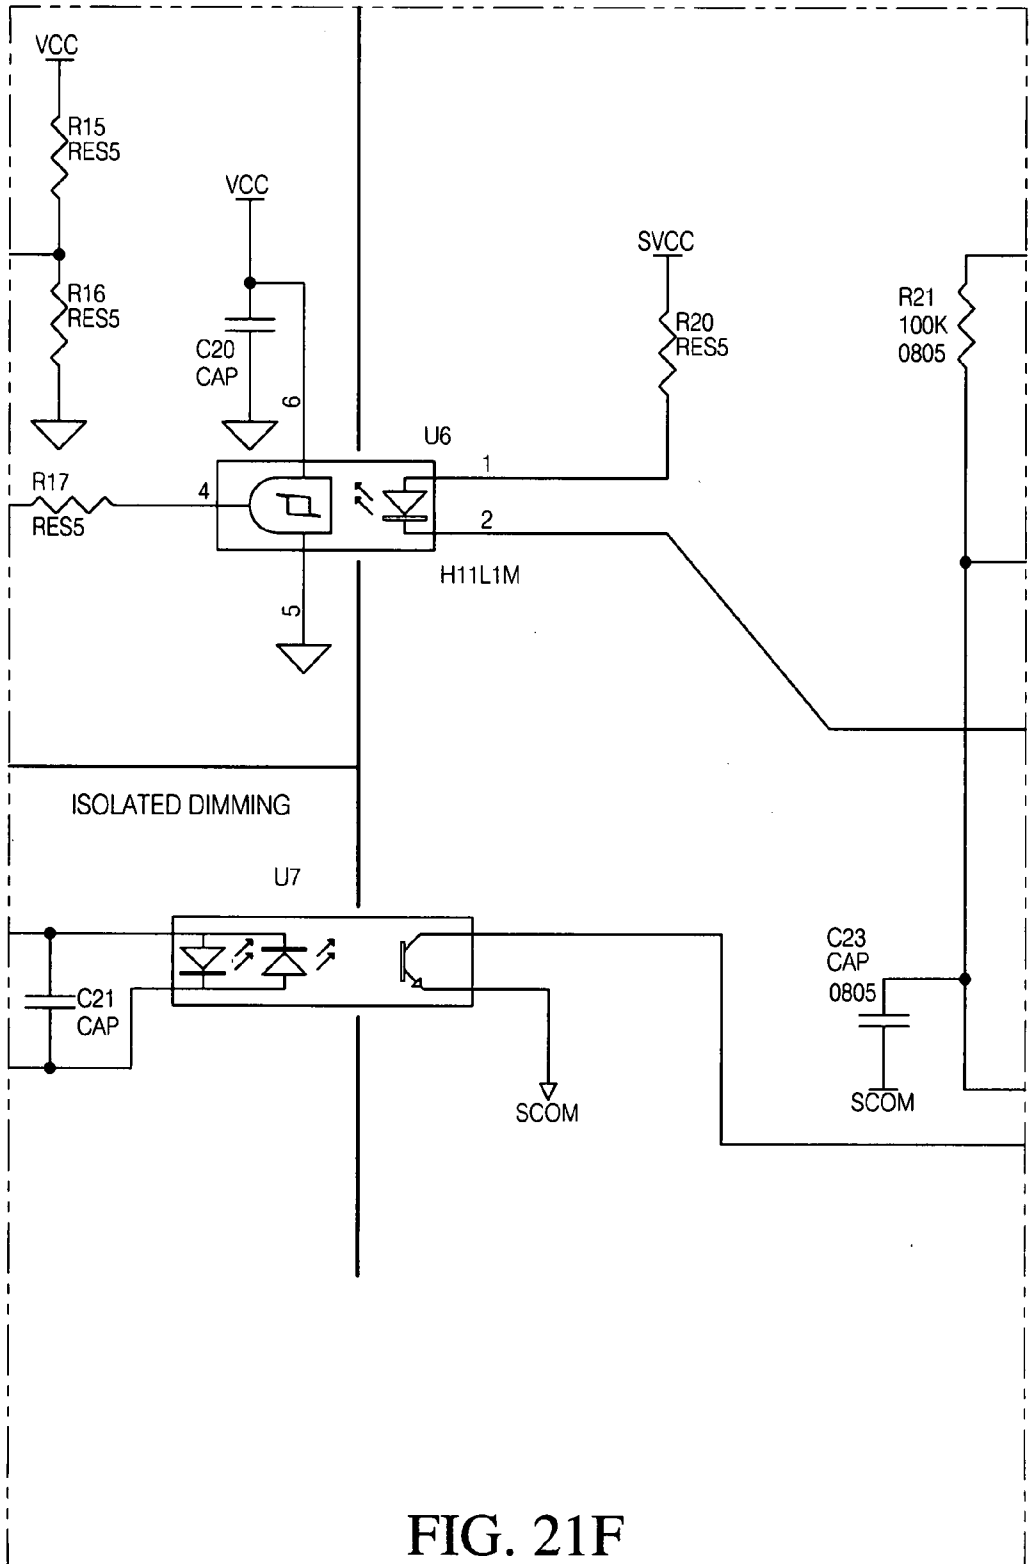 VCC
R15
RES5
VCC
SVCC
R16
RES5
R20
RES5
R21
100K
0805
C20
CAP
6
U6
1
R17
RES5
4
2
H11L1M
5
ISOLATED DIMMING
U7
C21
CAP
C23
CAP
0805
SCOM
SCOM
FIG. 21F